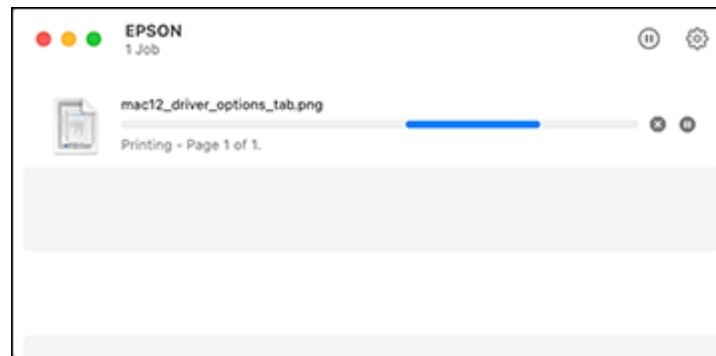 EPSON
1 Job
mac12_driver_options_tab.png
Printing - Page 1 of 1.